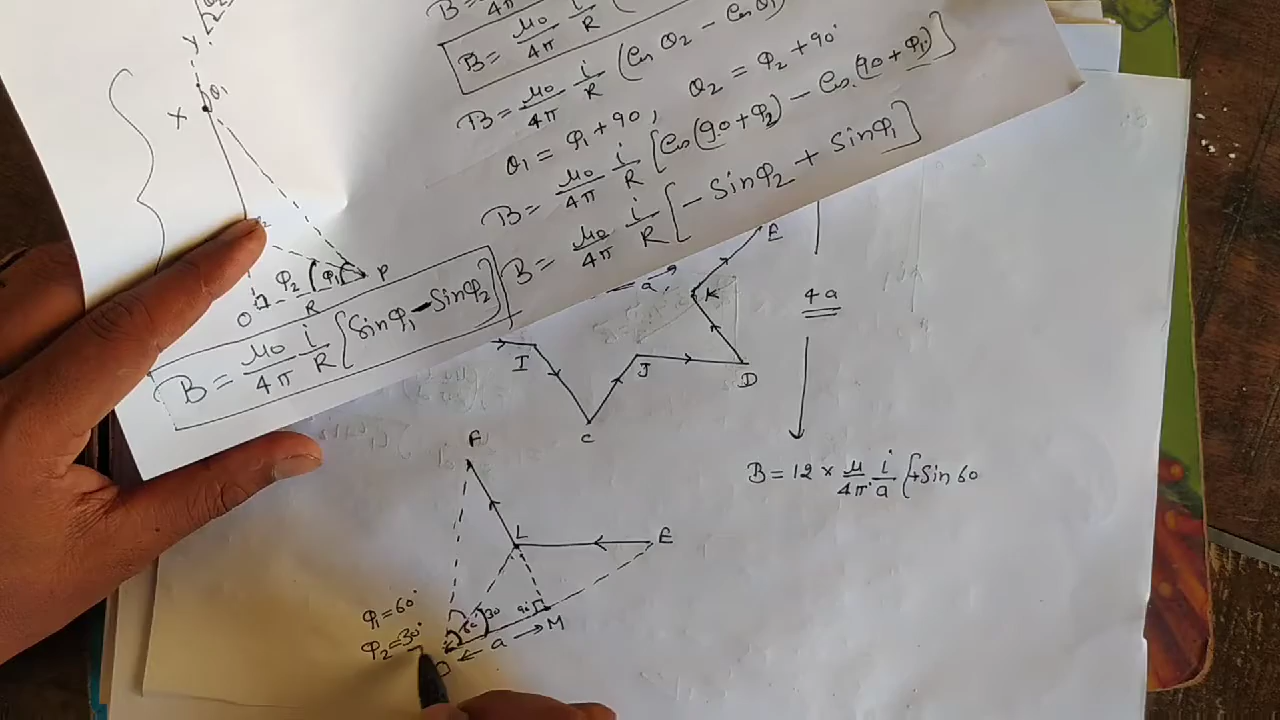 B = μ₀/4π i/R
B = μ₀/4π i/R (Cos θ₂ − Cos θ₁)
θ₁ = φ₁ + 90, θ₂ = φ₂ + 90°
B = μ₀/4π i/R [Cos (90 + φ₂) − Cos (90 + φ₁)]
B = μ₀/4π i/R [− Sin φ₂ + Sin φ₁]
Y
X θ₁
φ₂ φ₁ P
O R
B = μ₀/4π i/R [Sin φ₁ − Sin φ₂]
E
a K
4a
I J
D
C
A
B = 12 × μ/4π i/a [+Sin 60
L E
φ₁ = 60°
φ₂ = 30°
60 30 90
a M